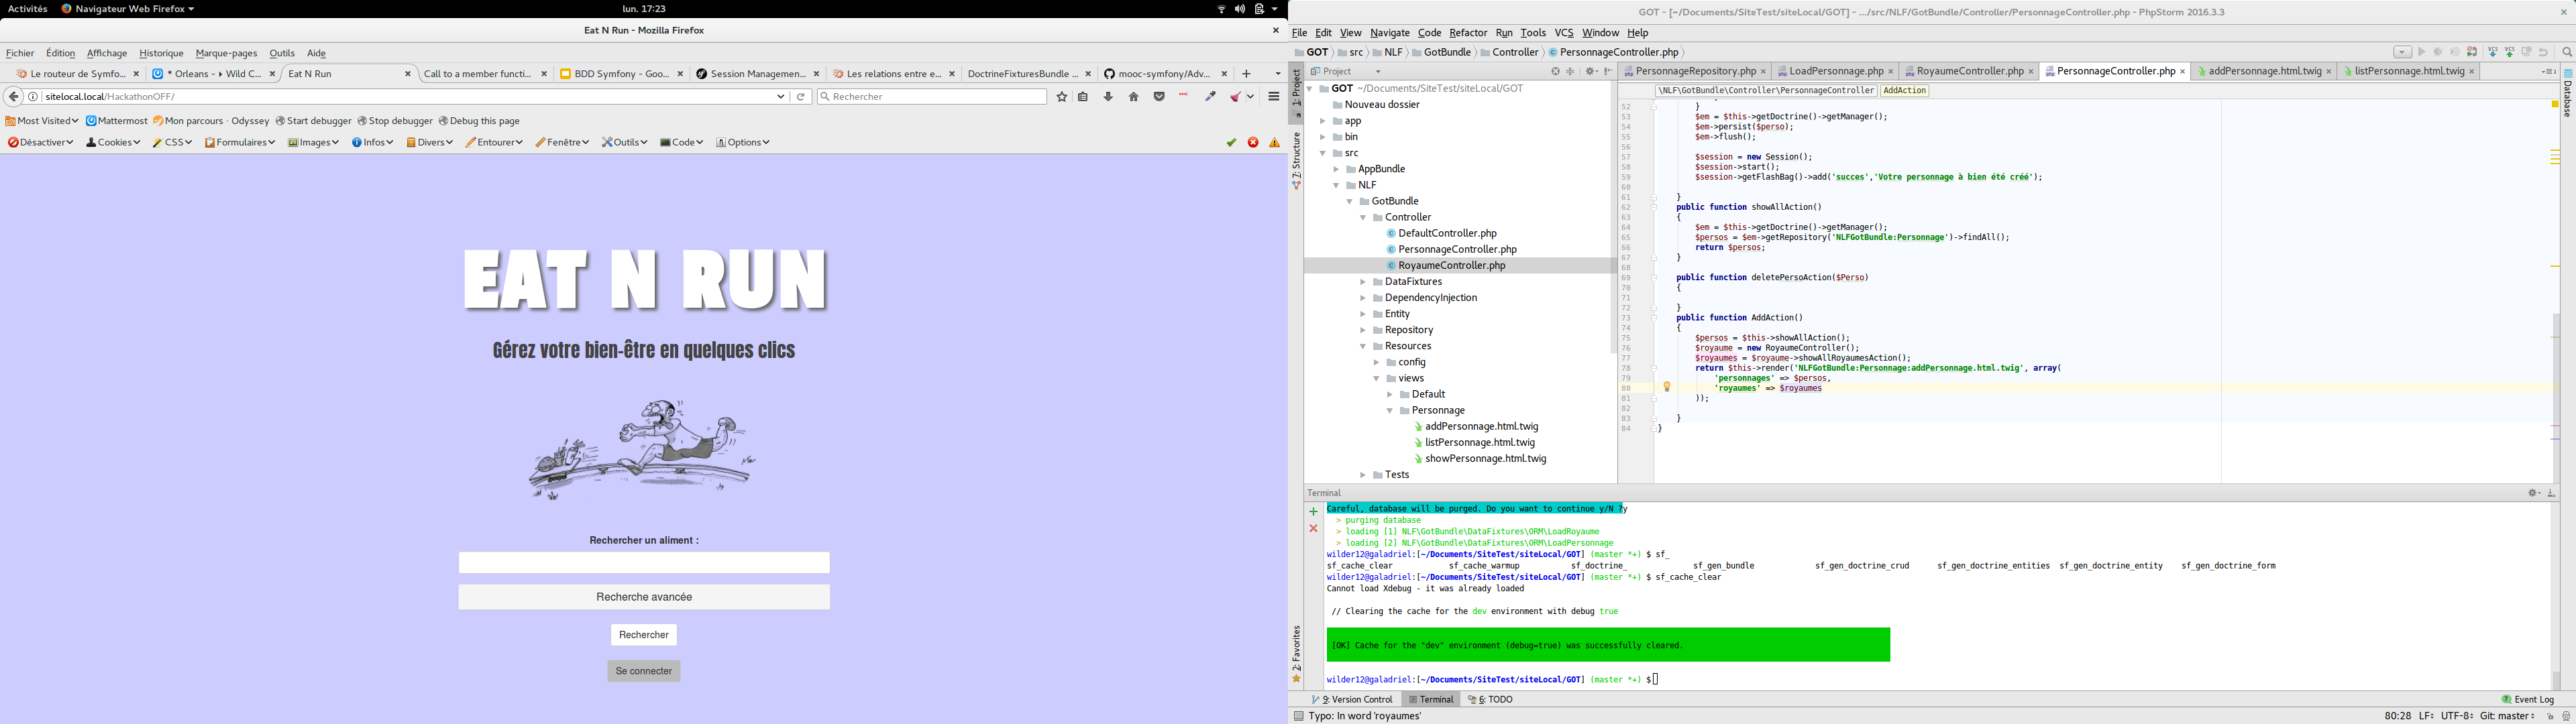 Activités
Navigateur Web Firefox
lun. 17:23
Eat N Run - Mozilla Firefox
Fichier Édition Affichage Historique Marque-pages Outils Aide
Le routeur de Symfo... * Orleans - Wild C... Eat N Run Call to a member functi... BDD Symfony - Goo... Session Managemen... Les relations entre e... DoctrineFixturesBundle ... mooc-symfony/Adv...
sitelocal.local/HackathonOFF/
Rechercher
Most Visited Mattermost Mon parcours · Odyssey Start debugger Stop debugger Debug this page
Désactiver Cookies CSS Formulaires Images Infos Divers Entourer Fenêtre Outils Code Options
EAT N RUN
Gérez votre bien-être en quelques clics
Rechercher un aliment :
Recherche avancée
Rechercher
Se connecter
GOT - [~/Documents/SiteTest/siteLocal/GOT] - .../src/NLF/GotBundle/Controller/PersonnageController.php - PhpStorm 2016.3.3
File Edit View Navigate Code Refactor Run Tools VCS Window Help
GOT src NLF GotBundle Controller PersonnageController.php
1: Project
7: Structure
2: Favorites
Project
GOT ~/Documents/SiteTest/siteLocal/GOT
Nouveau dossier
app
bin
src
AppBundle
NLF
GotBundle
Controller
DefaultController.php
PersonnageController.php
RoyaumeController.php
DataFixtures
DependencyInjection
Entity
Repository
Resources
config
views
Default
Personnage
addPersonnage.html.twig
listPersonnage.html.twig
showPersonnage.html.twig
Tests
PersonnageRepository.php LoadPersonnage.php RoyaumeController.php PersonnageController.php addPersonnage.html.twig listPersonnage.html.twig
Database
\NLF\GotBundle\Controller\PersonnageController AddAction
52 }
53 $em = $this->getDoctrine()->getManager();
54 $em->persist($perso);
55 $em->flush();
56
57 $session = new Session();
58 $session->start();
59 $session->getFlashBag()->add('succes','Votre personnage à bien été créé');
60
61 }
62 public function showAllAction()
63 {
64 $em = $this->getDoctrine()->getManager();
65 $persos = $em->getRepository('NLFGotBundle:Personnage')->findAll();
66 return $persos;
67 }
68
69 public function deletePersoAction($Perso)
70 {
71
72 }
73 public function AddAction()
74 {
75 $persos = $this->showAllAction();
76 $royaume = new RoyaumeController();
77 $royaumes = $royaume->showAllRoyaumesAction();
78 return $this->render('NLFGotBundle:Personnage:addPersonnage.html.twig', array(
79 'personnages' => $persos,
80 'royaumes' => $royaumes
81 ));
82
83 }
84 }
Terminal
Careful, database will be purged. Do you want to continue y/N ?y
> purging database
> loading [1] NLF\GotBundle\DataFixtures\ORM\LoadRoyaume
> loading [2] NLF\GotBundle\DataFixtures\ORM\LoadPersonnage
wilder12@galadriel:[~/Documents/SiteTest/siteLocal/GOT] (master *+) $ sf_
sf_cache_clear sf_cache_warmup sf_doctrine_ sf_gen_bundle sf_gen_doctrine_crud sf_gen_doctrine_entities sf_gen_doctrine_entity sf_gen_doctrine_form
wilder12@galadriel:[~/Documents/SiteTest/siteLocal/GOT] (master *+) $ sf_cache_clear
Cannot load Xdebug - it was already loaded
// Clearing the cache for the dev environment with debug true
[OK] Cache for the "dev" environment (debug=true) was successfully cleared.
wilder12@galadriel:[~/Documents/SiteTest/siteLocal/GOT] (master *+) $
9: Version Control Terminal 6: TODO
Event Log
Typo: In word 'royaumes'
80:28 LF UTF-8 Git: master